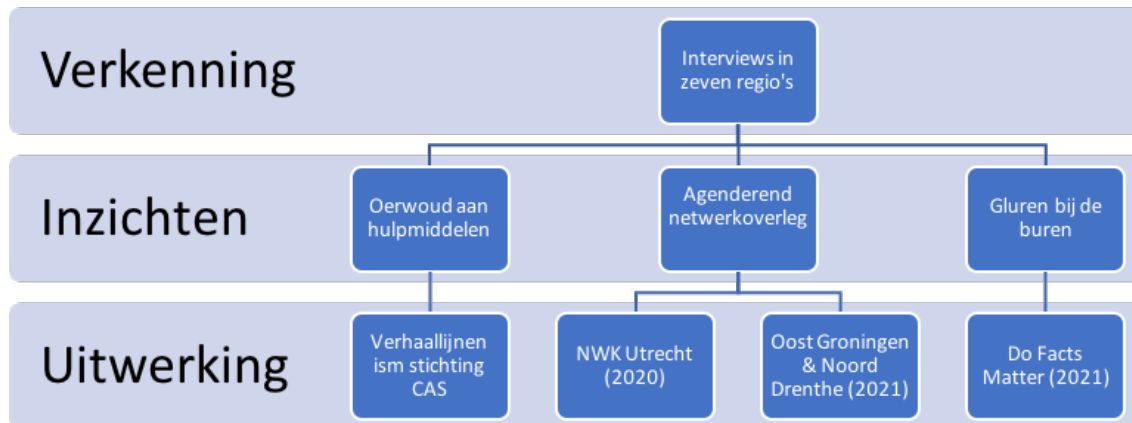 Verkenning
Interviews in
zeven regio's
Inzichten
Oerwoud aan
hulpmiddelen
Agenderend
netwerkoverleg
Gluren bij de
buren
Uitwerking
Verhaallijnen
ism stichting
CAS
NWK Utrecht
(2020)
Oost Groningen
& Noord
Drenthe (2021)
Do Facts
Matter (2021)